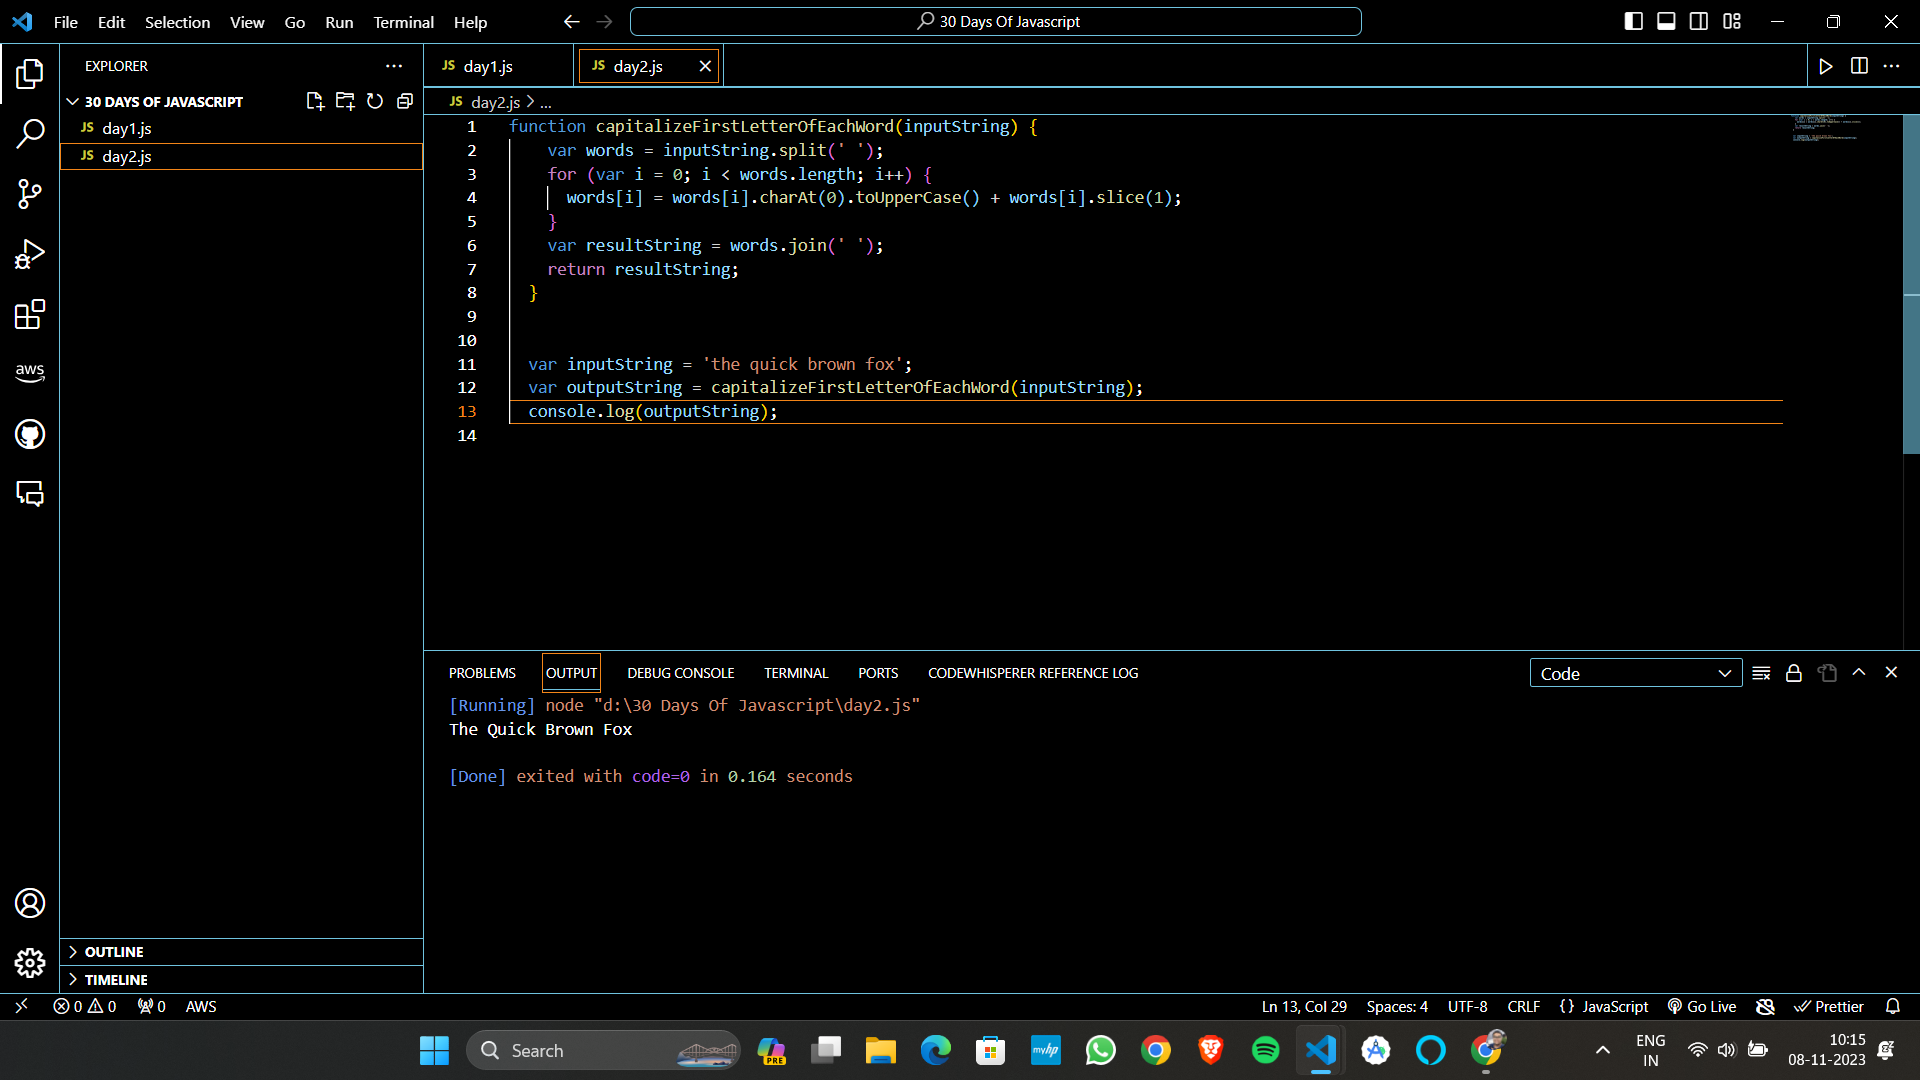 File Edit Selection View Go Run Terminal Help
30 Days Of Javascript
EXPLORER
30 DAYS OF JAVASCRIPT
JS day1.js
JS day2.js
JS day1.js
JS day2.js
JS day2.js > ...
1 function capitalizeFirstLetterOfEachWord(inputString) {
2 var words = inputString.split(' ');
3 for (var i = 0; i < words.length; i++) {
4 words[i] = words[i].charAt(0).toUpperCase() + words[i].slice(1);
5 }
6 var resultString = words.join(' ');
7 return resultString;
8 }
9
10
11 var inputString = 'the quick brown fox';
12 var outputString = capitalizeFirstLetterOfEachWord(inputString);
13 console.log(outputString);
14
aws
PROBLEMS OUTPUT DEBUG CONSOLE TERMINAL PORTS CODEWHISPERER REFERENCE LOG
Code
[Running] node "d:\30 Days Of Javascript\day2.js"
The Quick Brown Fox
[Done] exited with code=0 in 0.164 seconds
OUTLINE
TIMELINE
0 0 0 AWS
Ln 13, Col 29 Spaces: 4 UTF-8 CRLF {} JavaScript Go Live Prettier
Search
PRE
myhp
ENG
IN
10:15
08-11-2023